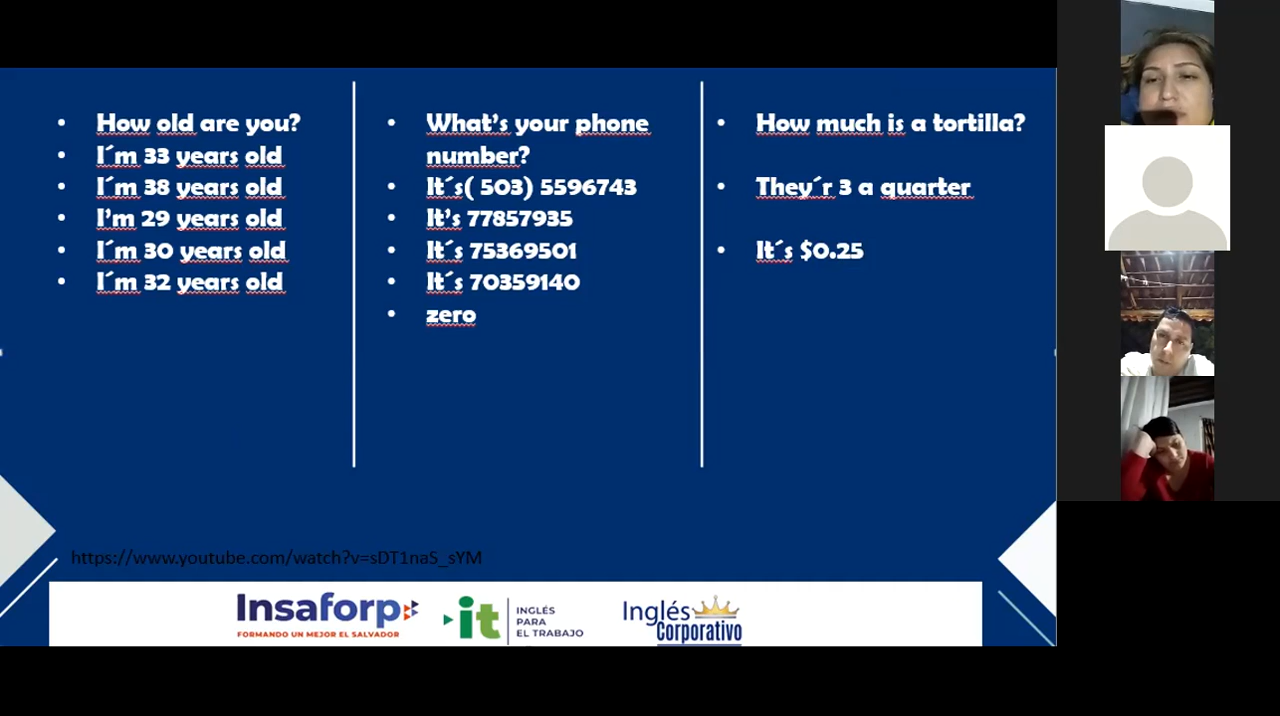 How old are you?
I´m 33 years old
I´m 38 years old
I'm 29 years old
I´m 30 years old
I´m 32 years old
What's your phone
number?
It´s( 503) 5596743
It's 77857935
It´s 75369501
It´s 70359140
zero
How much is a tortilla?
They´r 3 a quarter
It´s $0.25
https://www.youtube.com/watch?v=sDT1naS_sYM
Insaforp
FORMANDO UN MEJOR EL SALVADOR
it
INGLÉS
PARA
EL TRABAJO
Inglés
Corporativo